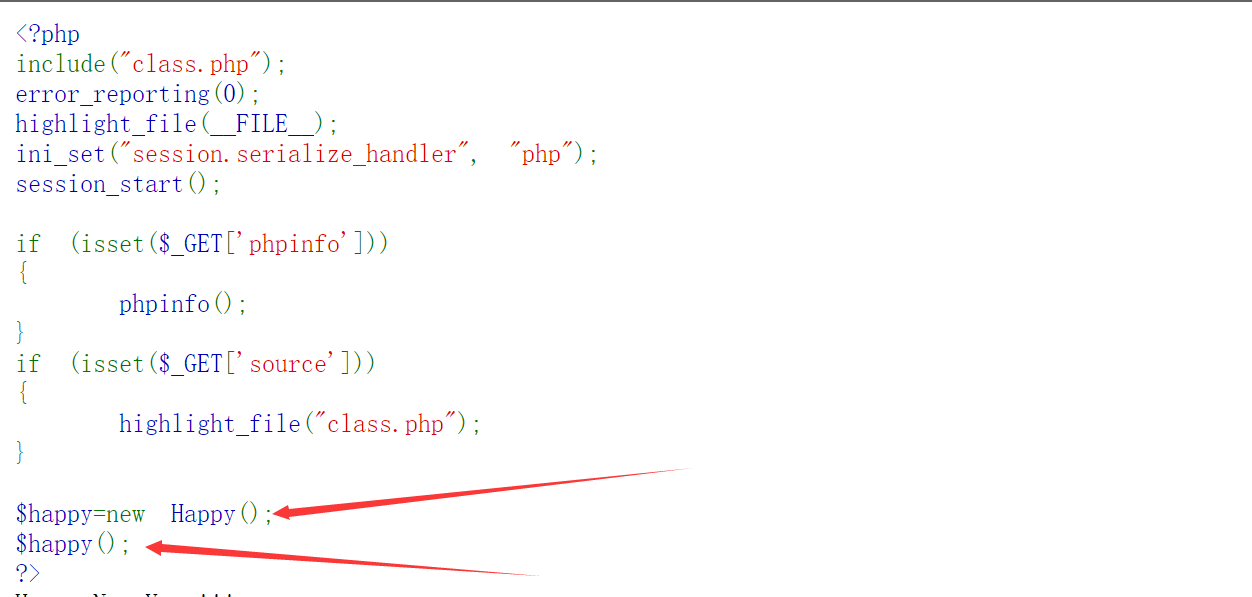 <?php
include("class.php");
error_reporting(0);
highlight_file(__FILE__);
ini_set("session.serialize_handler", "php");
session_start();
if (isset($_GET['phpinfo']))
{
phpinfo();
}
if (isset($_GET['source']))
{
highlight_file("class.php");
}
$happy=new Happy();
$happy();
?>